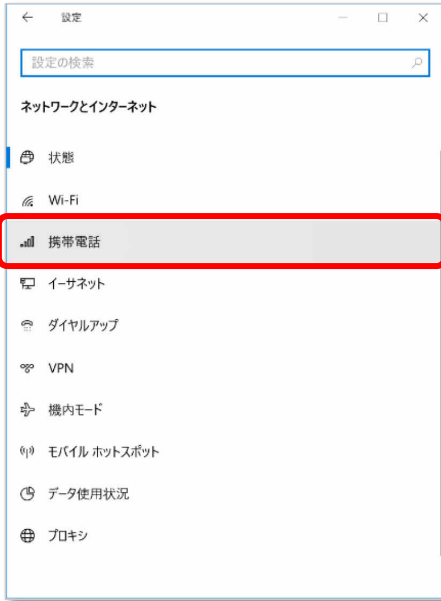 設定
設定の検索
ネットワークとインターネット
状態
Wi-Fi
携帯電話
イーサネット
ダイヤルアップ
VPN
機内モード
モバイル ホットスポット
データ使用状況
プロキシ